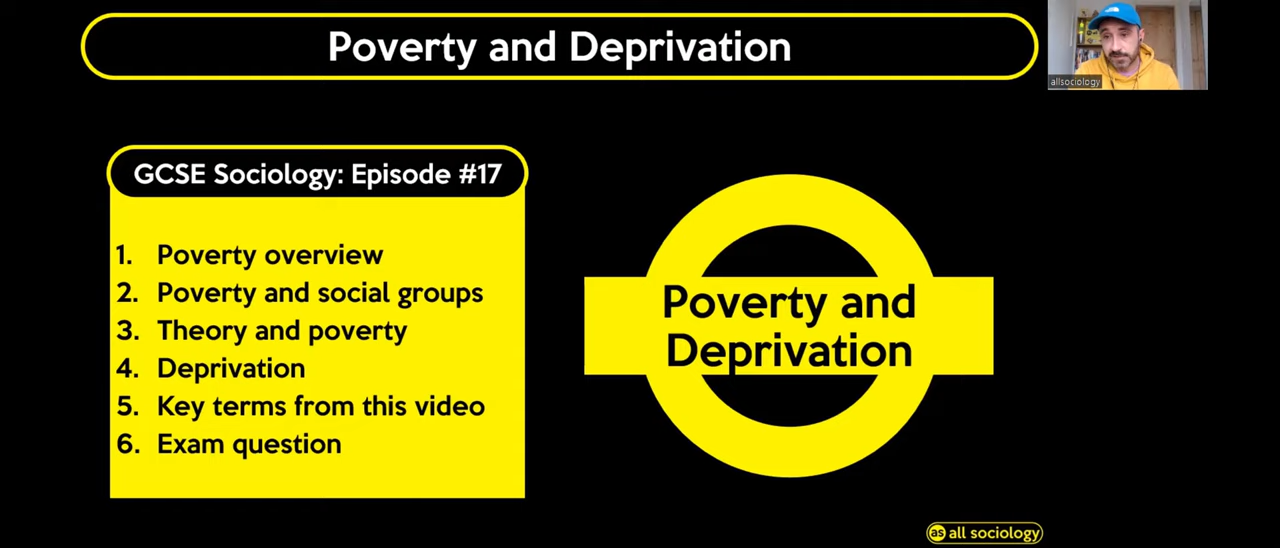 Poverty and Deprivation
allsociology
GCSE Sociology: Episode #17
1. Poverty overview
2. Poverty and social groups
3. Theory and poverty
4. Deprivation
5. Key terms from this video
6. Exam question
Poverty and
Deprivation
as all sociology